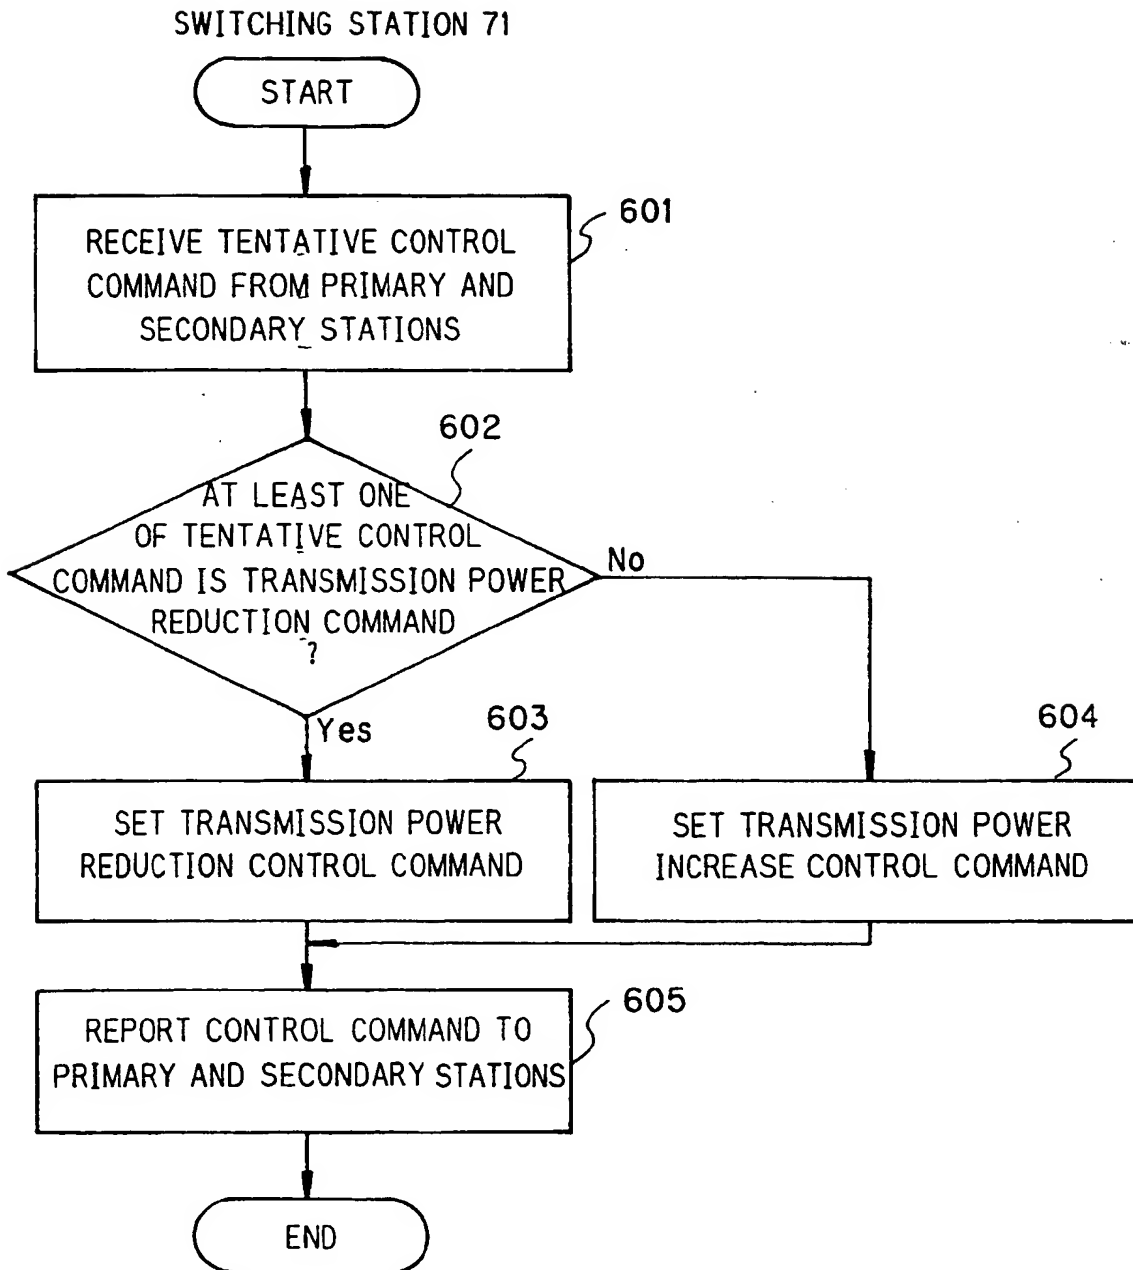 SWITCHING STATION 71
START
601
RECEIVE TENTATIVE CONTROL
COMMAND FROM PRIMARY AND
SECONDARY STATIONS
602
AT LEAST ONE
OF TENTATIVE CONTROL
COMMAND IS TRANSMISSION POWER
REDUCTION COMMAND
?
No
Yes
603
604
SET TRANSMISSION POWER
REDUCTION CONTROL COMMAND
SET TRANSMISSION POWER
INCREASE CONTROL COMMAND
605
REPORT CONTROL COMMAND TO
PRIMARY AND SECONDARY STATIONS
END